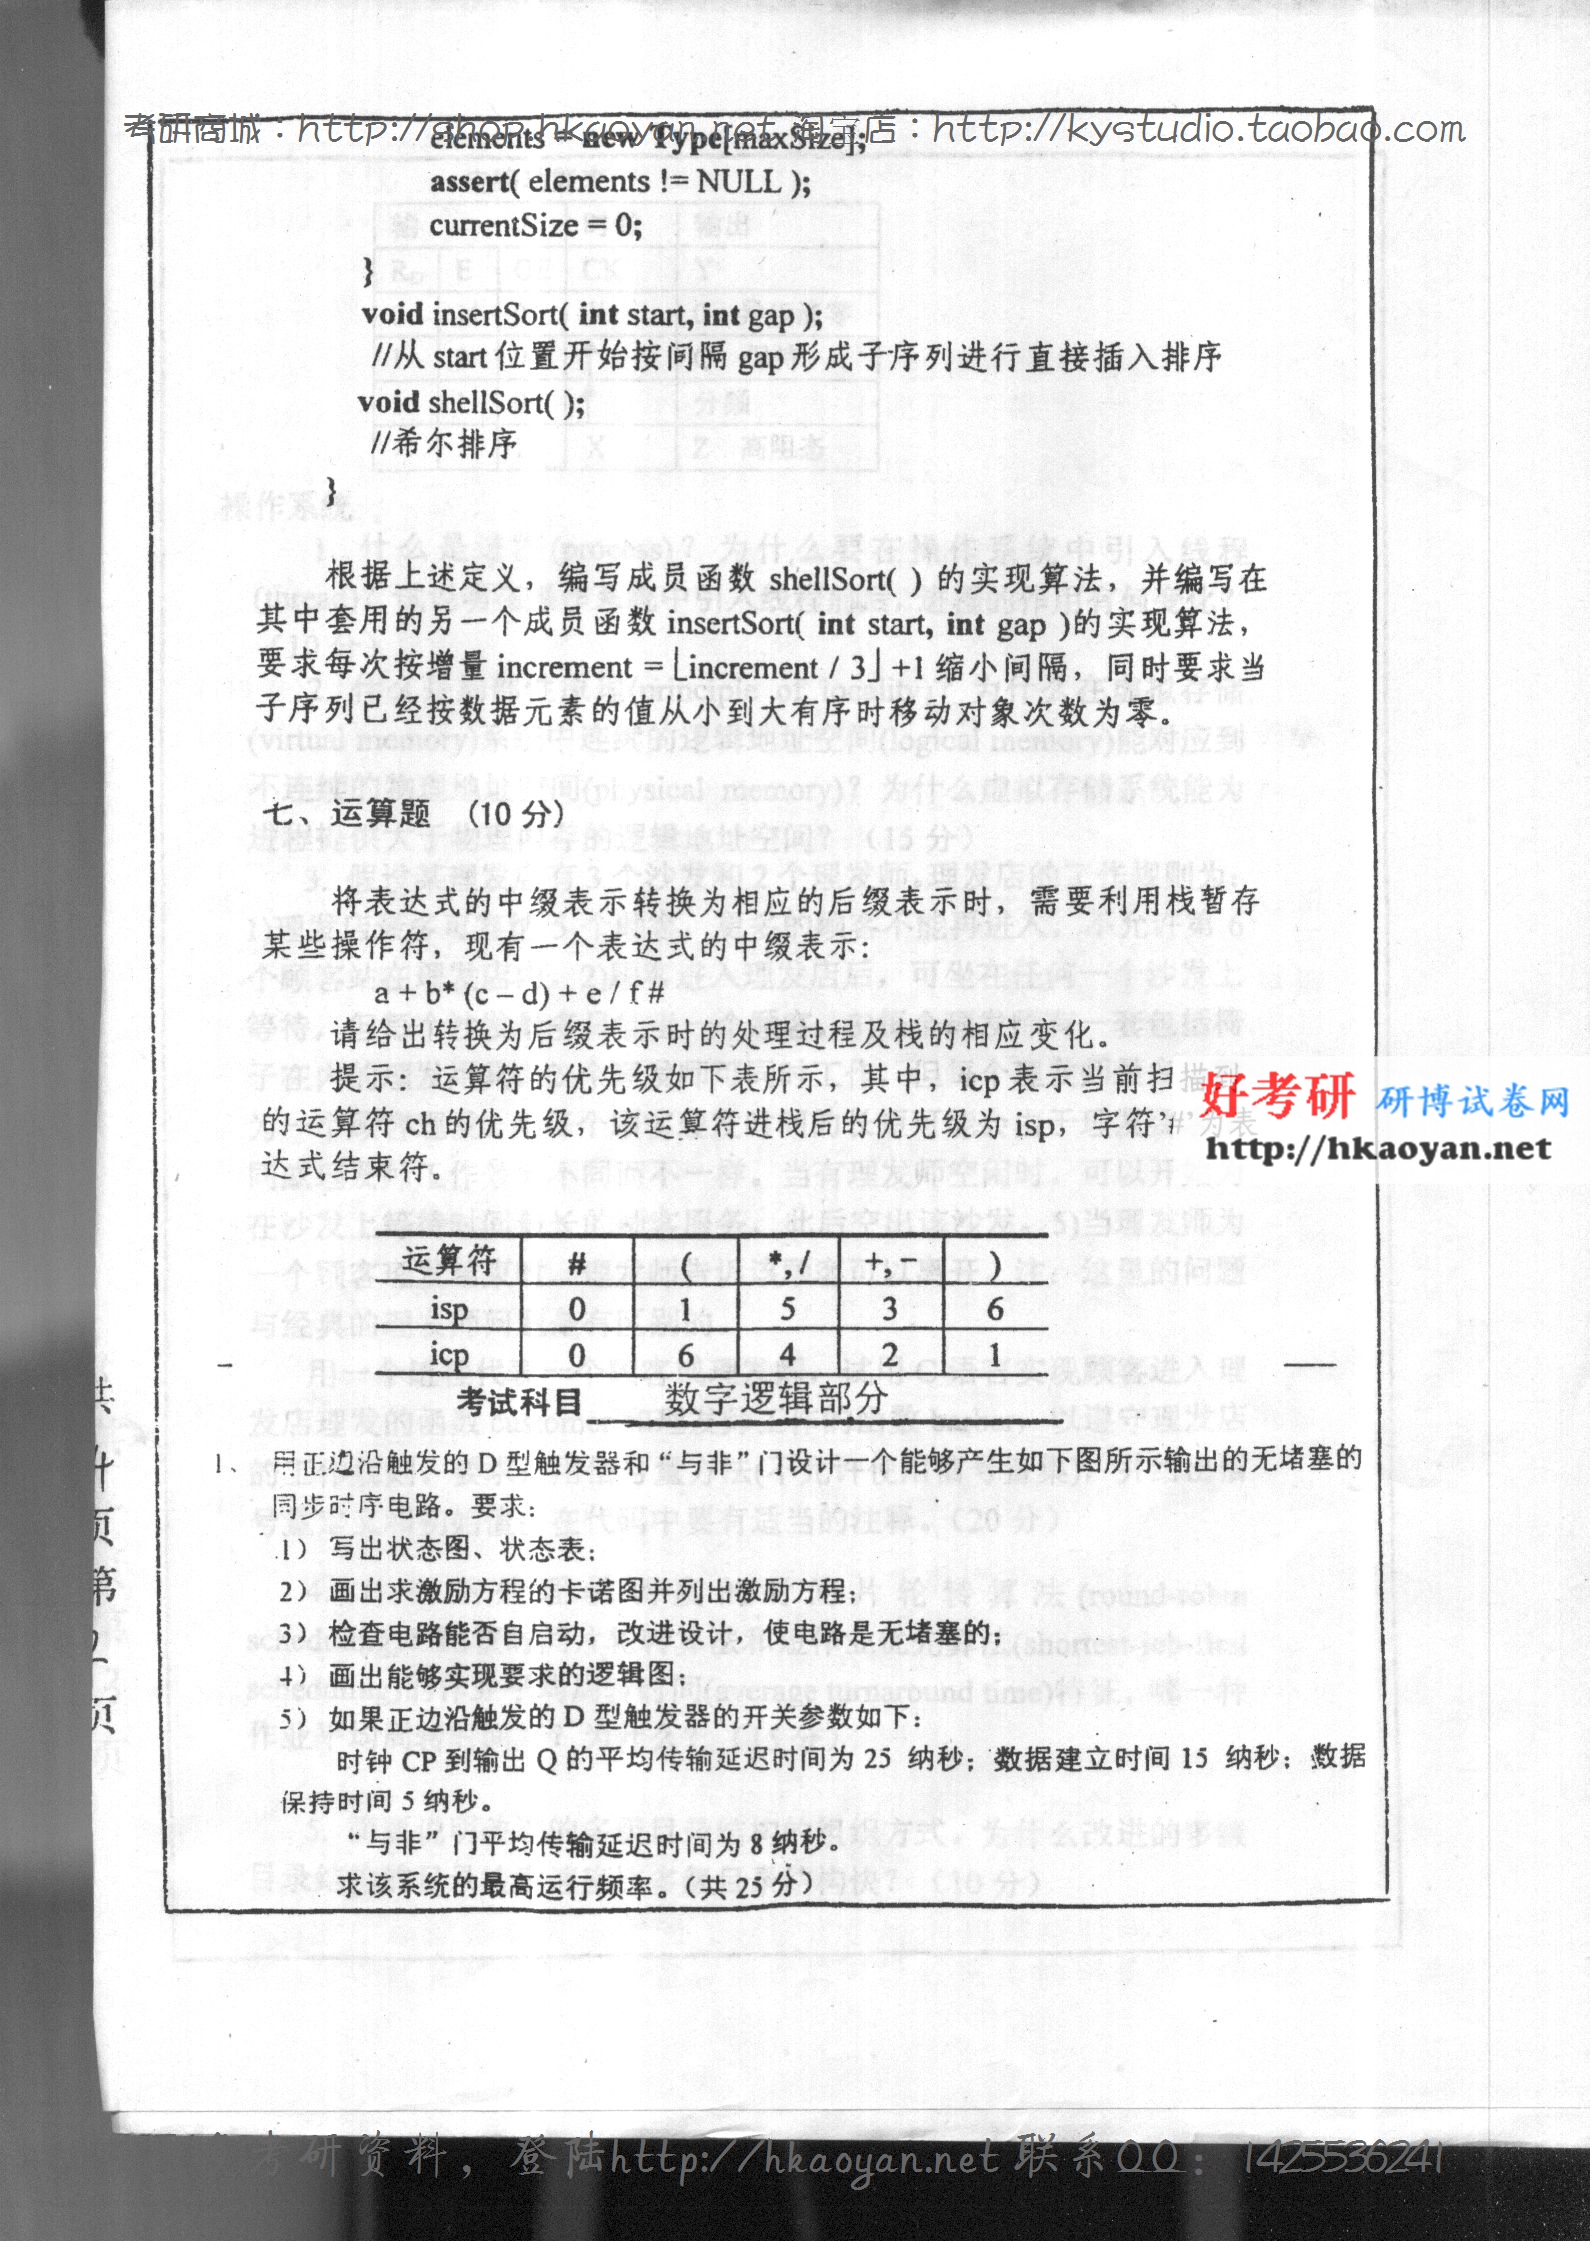 考研商城：http://shop.hkaoyan.net 淘宝店：http://kystudio.taobao.com
elements = new Type[maxSize];
assert( elements != NULL );
currentSize = 0;
}
void insertSort( int start, int gap );
//从 start 位置开始按间隔 gap 形成子序列进行直接插入排序
void shellSort( );
//希尔排序
}
根据上述定义，编写成员函数 shellSort( ) 的实现算法，并编写在
其中套用的另一个成员函数 insertSort( int start, int gap )的实现算法，
要求每次按增量 increment = ⌊increment / 3⌋ +1 缩小间隔，同时要求当
子序列已经按数据元素的值从小到大有序时移动对象次数为零。
七、运算题 （10 分）
将表达式的中缀表示转换为相应的后缀表示时，需要利用栈暂存
某些操作符，现有一个表达式的中缀表示：
a + b* (c – d) + e / f #
请给出转换为后缀表示时的处理过程及栈的相应变化。
提示：运算符的优先级如下表所示，其中，icp 表示当前扫描到
的运算符 ch 的优先级，该运算符进栈后的优先级为 isp，字符'#'为表
达式结束符。
好考研 研博试卷网
http://hkaoyan.net
运算符 # ( *, / +, − )
isp 0 1 5 3 6
icp 0 6 4 2 1
考试科目 数字逻辑部分
1、 用正边沿触发的 D 型触发器和“与非”门设计一个能够产生如下图所示输出的无堵塞的
同步时序电路。要求：
1） 写出状态图、状态表；
2） 画出求激励方程的卡诺图并列出激励方程；
3） 检查电路能否自启动，改进设计，使电路是无堵塞的；
4） 画出能够实现要求的逻辑图；
5） 如果正边沿触发的 D 型触发器的开关参数如下：
时钟 CP 到输出 Q 的平均传输延迟时间为 25 纳秒；数据建立时间 15 纳秒；数据
保持时间 5 纳秒。
“与非”门平均传输延迟时间为 8 纳秒。
求该系统的最高运行频率。（共 25 分）
页第2页
考研资料，登陆http://hkaoyan.net 联系QQ：1425536241